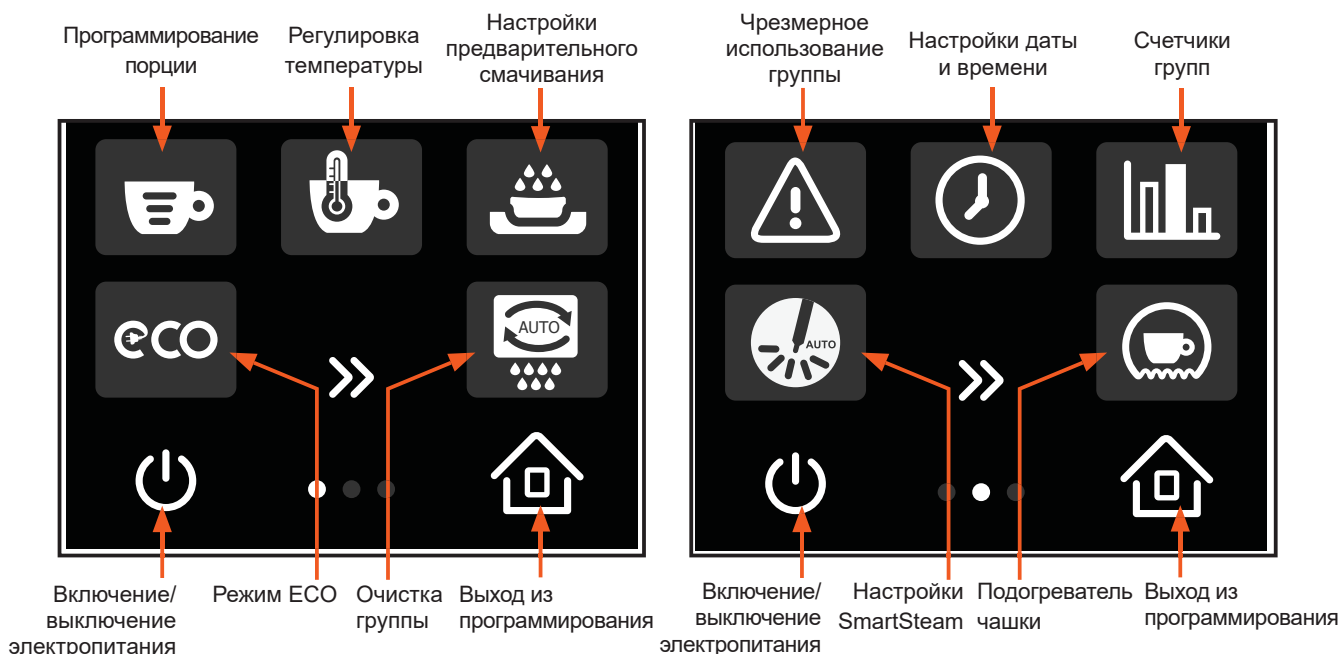 Программирование
порции
Регулировка
температуры
Настройки
предварительного
смачивания
eco
AUTO
Включение/
выключение
электропитания
Режим ECO
Очистка
группы
Выход из
программирования
Чрезмерное
использование
группы
Настройки даты
и времени
Счетчики
групп
AUTO
Включение/
выключение
электропитания
Настройки
SmartSteam
Подогреватель
чашки
Выход из
программирования